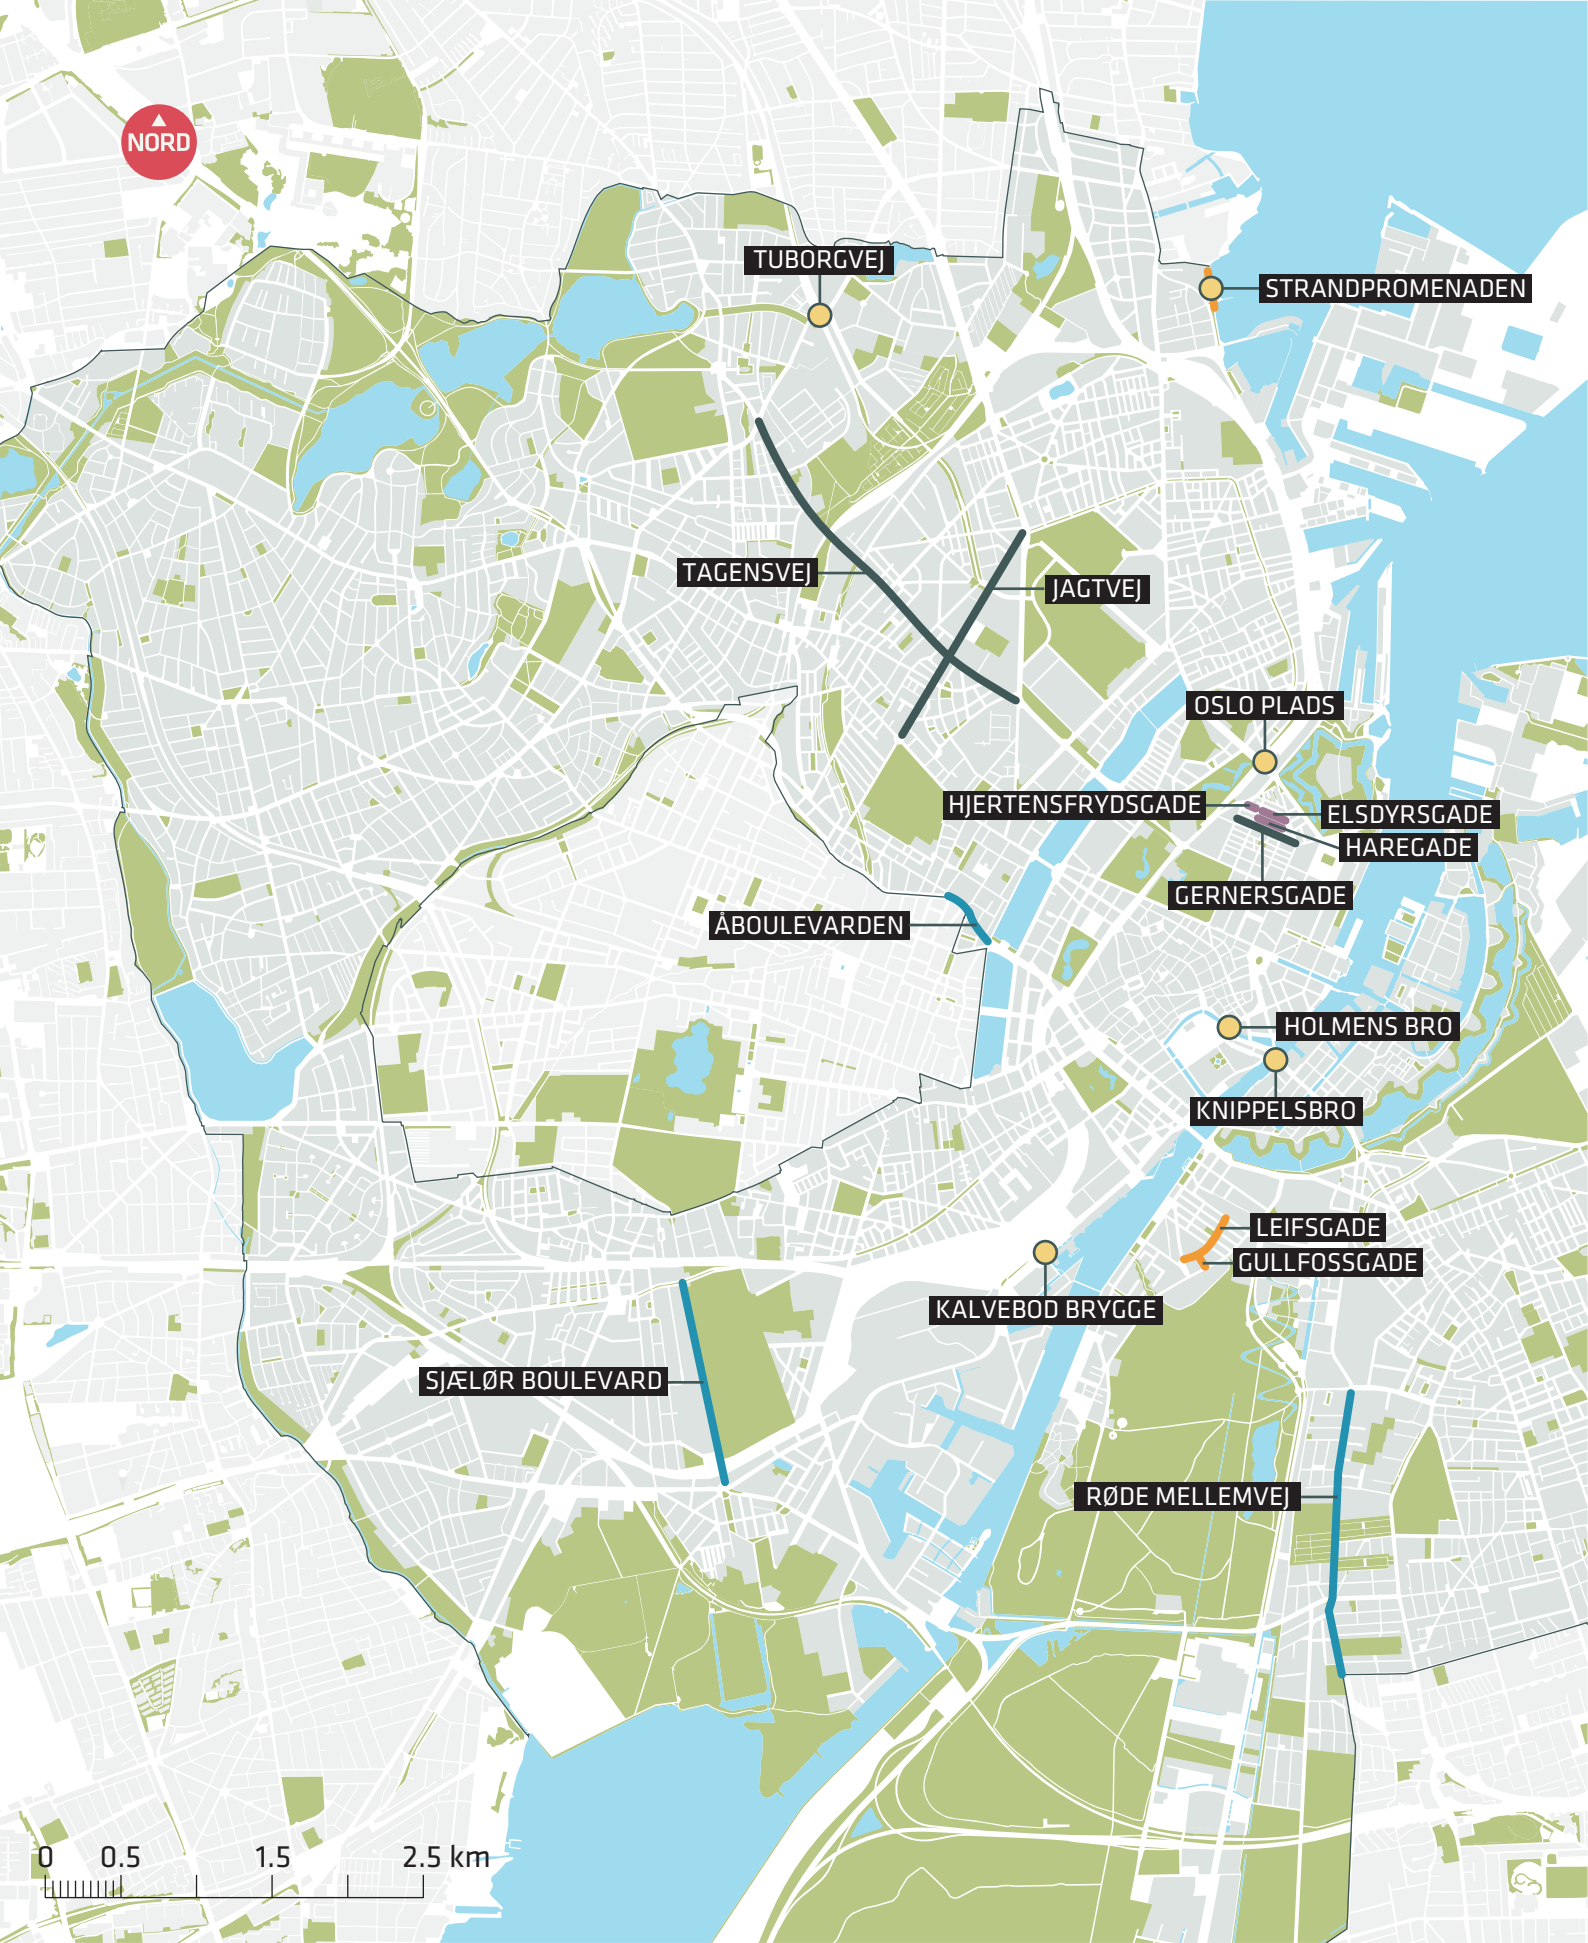 NORD
TUBORGVEJ
STRANDPROMENADEN
TAGENSVEJ
JAGTVEJ
OSLO PLADS
HJERTENSFRYDSGADE
ELSDYRSGADE
HAREGADE
GERNERSGADE
ÅBOULEVARDEN
HOLMENS BRO
KNIPPELSBRO
LEIFSGADE
GULLFOSSGADE
KALVEBOD BRYGGE
SJÆLØR BOULEVARD
RØDE MELLEMVEJ
0 0.5 1.5 2.5 km